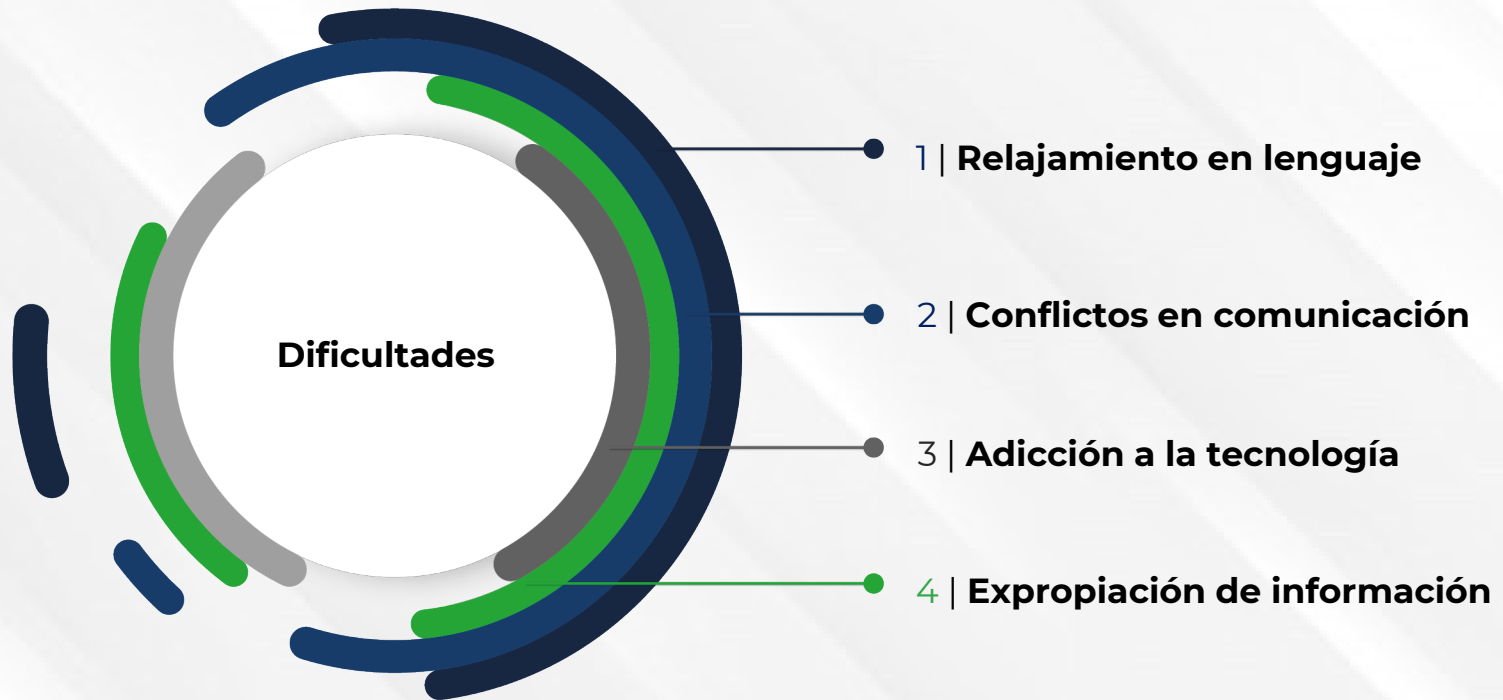 Dificultades
1 | Relajamiento en lenguaje
2 | Conflictos en comunicación
3 | Adicción a la tecnología
4 | Expropiación de información